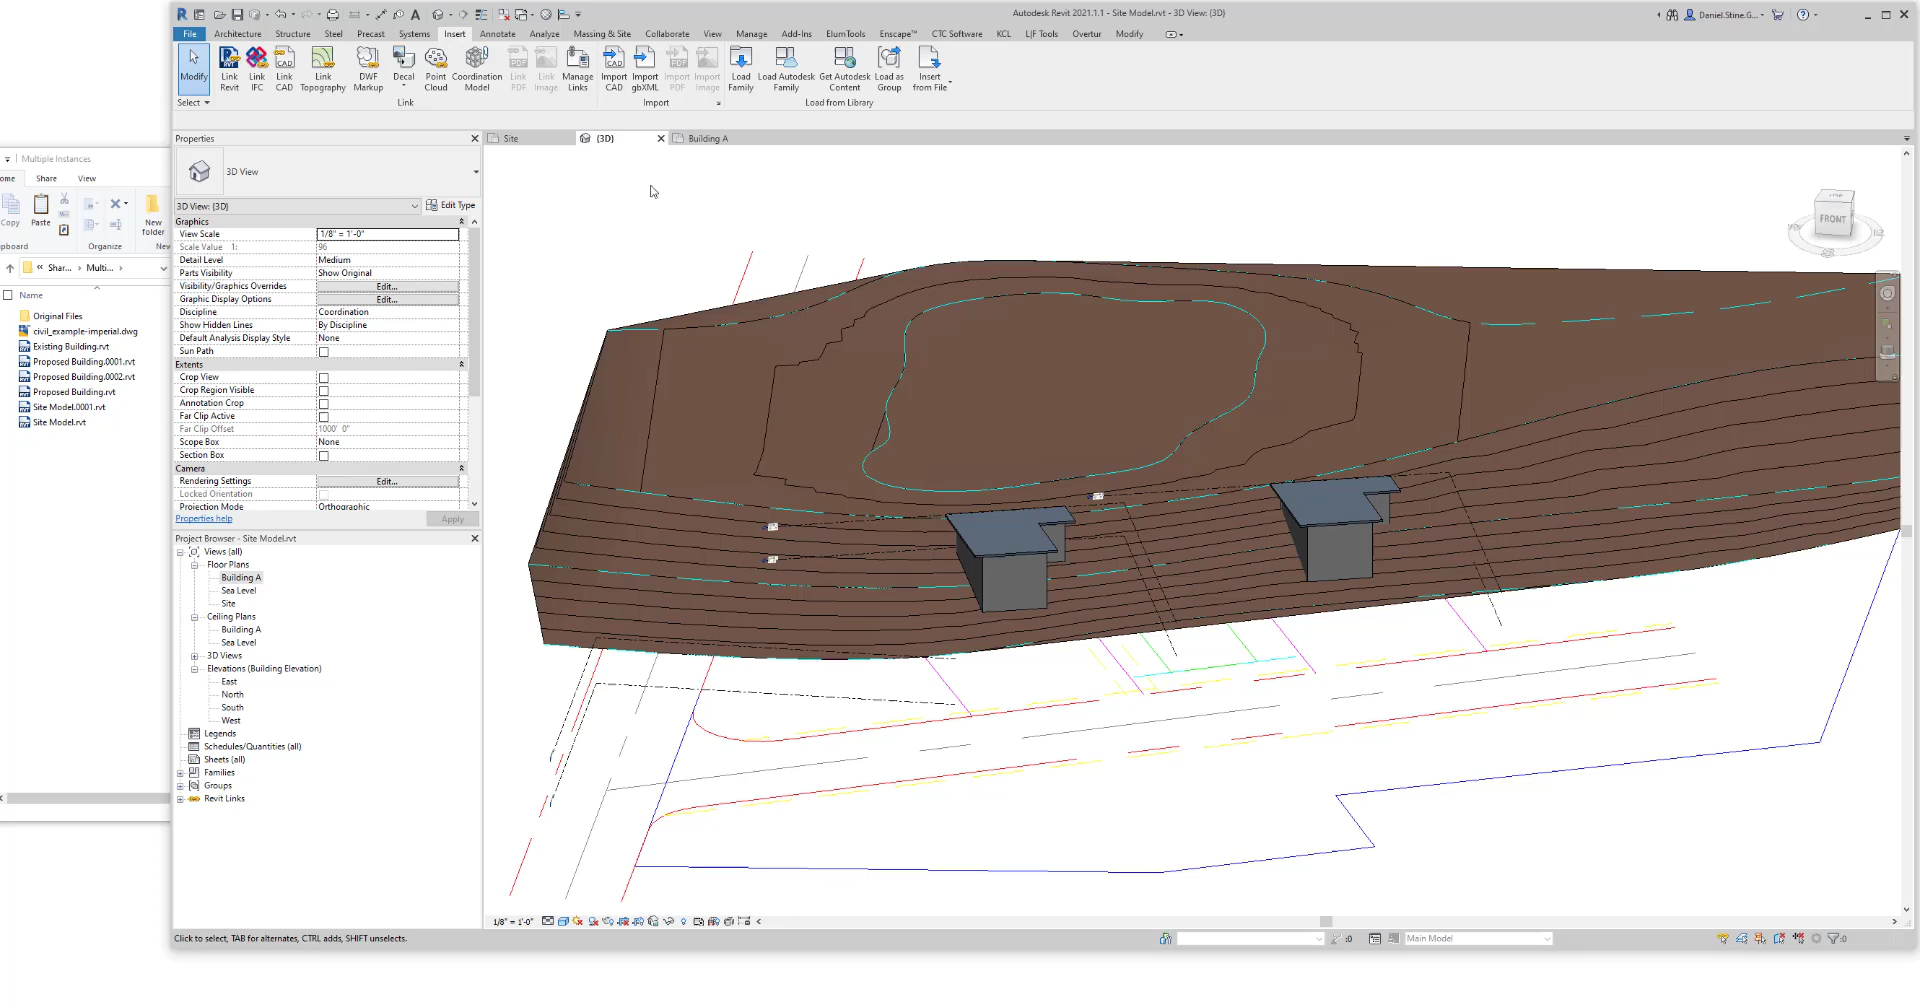 Autodesk Revit 2021.1.1 - Site Model.rvt - 3D View: {3D}
Daniel.Stine.G...
File Architecture Structure Steel Precast Systems Insert Annotate Analyze Massing & Site Collaborate View Manage Add-Ins ElumTools Enscape™ CTC Software KCL L|F Tools Overtur Modify
Modify
Link Revit
Link IFC
Link CAD
Link Topography
DWF Markup
Decal
Point Cloud
Coordination Model
Link PDF
Link Image
Manage Links
Import CAD
Import gbXML
Import PDF
Import Image
Load Family
Load Autodesk Family
Get Autodesk Content
Load as Group
Insert from File
Select
Link
Import
Load from Library
Properties
Site
{3D}
Building A
3D View
3D View: {3D}
Edit Type
Graphics
View Scale 1/8" = 1'-0"
Scale Value 1: 96
Detail Level Medium
Parts Visibility Show Original
Visibility/Graphics Overrides Edit...
Graphic Display Options Edit...
Discipline Coordination
Show Hidden Lines By Discipline
Default Analysis Display Style None
Sun Path
Extents
Crop View
Crop Region Visible
Annotation Crop
Far Clip Active
Far Clip Offset 1000' 0"
Scope Box None
Section Box
Camera
Rendering Settings Edit...
Locked Orientation
Projection Mode Orthographic
Properties help
Apply
Project Browser - Site Model.rvt
Views (all)
Floor Plans
Building A
Sea Level
Site
Ceiling Plans
Building A
Sea Level
3D Views
Elevations (Building Elevation)
East
North
South
West
Legends
Schedules/Quantities (all)
Sheets (all)
Families
Groups
Revit Links
Multiple Instances
ome Share View
Copy
Paste
New folder
pboard
Organize
Nev
« Shar... › Multi... ›
Name
Original Files
civil_example-imperial.dwg
Existing Building.rvt
Proposed Building.0001.rvt
Proposed Building.0002.rvt
Proposed Building.rvt
Site Model.0001.rvt
Site Model.rvt
FRONT
1/8" = 1'-0"
Click to select, TAB for alternates, CTRL adds, SHIFT unselects.
:0
Main Model
:0